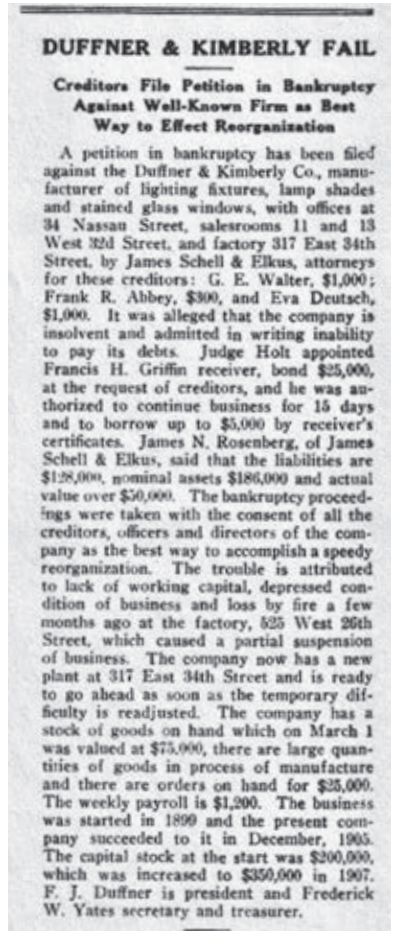 DUFFNER & KIMBERLY FAIL
Creditors File Petition in Bankruptcy
Against Well-Known Firm as Best
Way to Effect Reorganization
A petition in bankruptcy has been filed
against the Duffner & Kimberly Co., manu-
facturer of lighting fixtures, lamp shades
and stained glass windows, with offices at
34 Nassau Street, salesrooms 11 and 13
West 32d Street, and factory 317 East 34th
Street, by James Schell & Elkus, attorneys
for these creditors: G. E. Walter, $1,000;
Frank R. Abbey, $300, and Eva Deutsch,
$1,000. It was alleged that the company is
insolvent and admitted in writing inability
to pay its debts. Judge Holt appointed
Francis H. Griffin receiver, bond $25,000,
at the request of creditors, and he was au-
thorized to continue business for 15 days
and to borrow up to $5,000 by receiver's
certificates. James N. Rosenberg, of James
Schell & Elkus, said that the liabilities are
$128,000, nominal assets $186,000 and actual
value over $50,000. The bankruptcy proceed-
ings were taken with the consent of all the
creditors, officers and directors of the com-
pany as the best way to accomplish a speedy
reorganization. The trouble is attributed
to lack of working capital, depressed con-
dition of business and loss by fire a few
months ago at the factory, 525 West 26th
Street, which caused a partial suspension
of business. The company now has a new
plant at 317 East 34th Street and is ready
to go ahead as soon as the temporary dif-
ficulty is readjusted. The company has a
stock of goods on hand which on March 1
was valued at $75,000, there are large quan-
tities of goods in process of manufacture
and there are orders on hand for $25,000.
The weekly payroll is $1,200. The business
was started in 1899 and the present com-
pany succeeded to it in December, 1905.
The capital stock at the start was $200,000,
which was increased to $350,000 in 1907.
F. J. Duffner is president and Frederick
W. Yates secretary and treasurer.